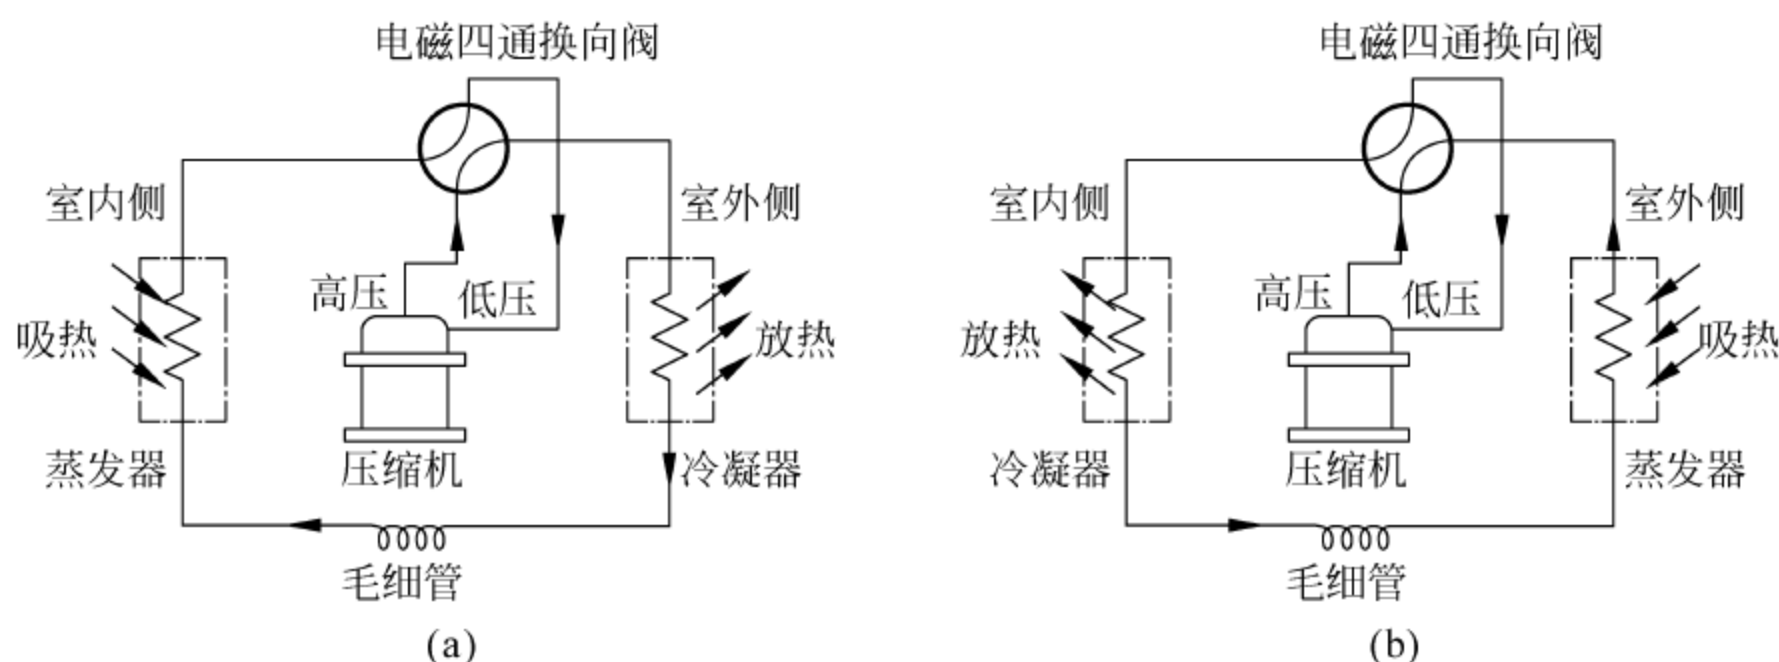 电磁四通换向阀
室内侧
室外侧
高压
低压
吸热
放热
蒸发器
压缩机
冷凝器
毛细管
(a)
电磁四通换向阀
室内侧
室外侧
高压
低压
放热
吸热
冷凝器
压缩机
蒸发器
毛细管
(b)